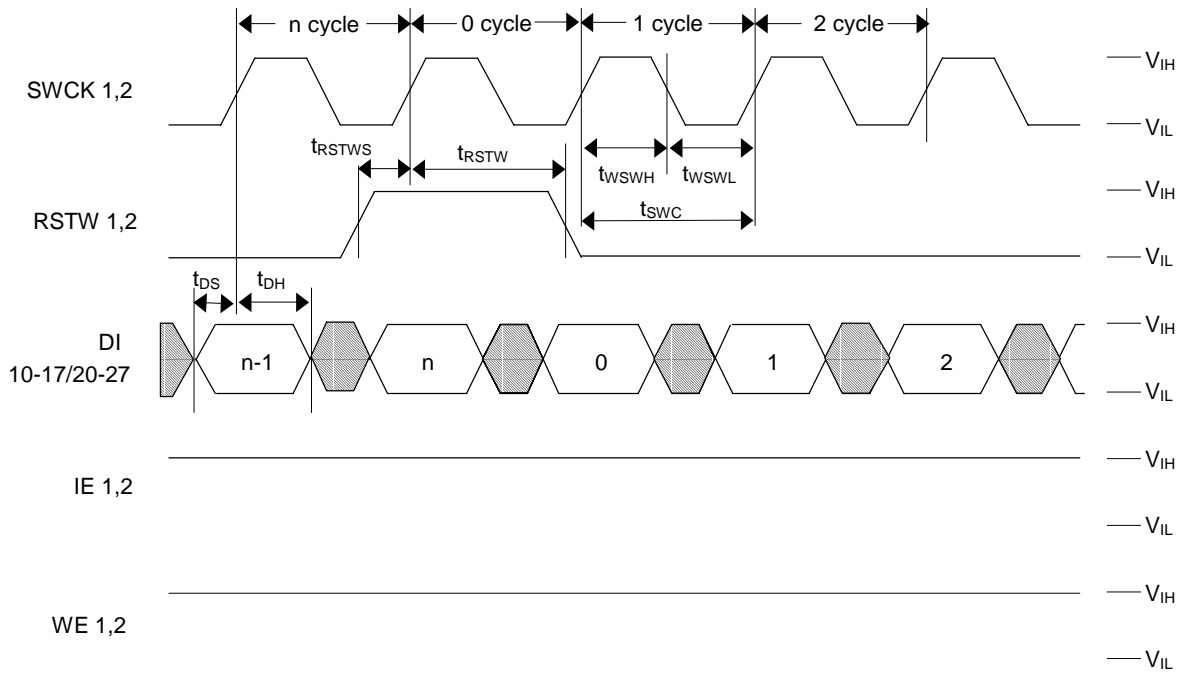 n cycle 0 cycle 1 cycle 2 cycle
SWCK 1,2
VIH
VIL
tRSTWS tRSTW tWSWH tWSWL
tSWC
RSTW 1,2
VIH
VIL
tDS tDH
DI
10-17/20-27
n-1 n 0 1 2
VIH
VIL
IE 1,2
VIH
VIL
WE 1,2
VIH
VIL